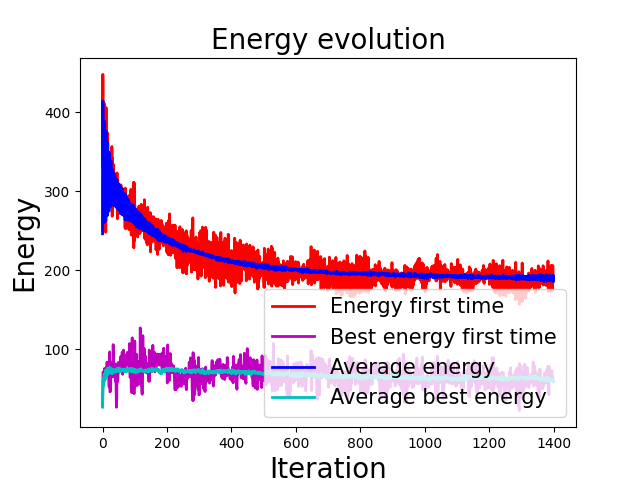 Energy evolution
Energy
400
300
200
100
Energy first time
Best energy first time
Average energy
Average best energy
0 200 400 600 800 1000 1200 1400
Iteration